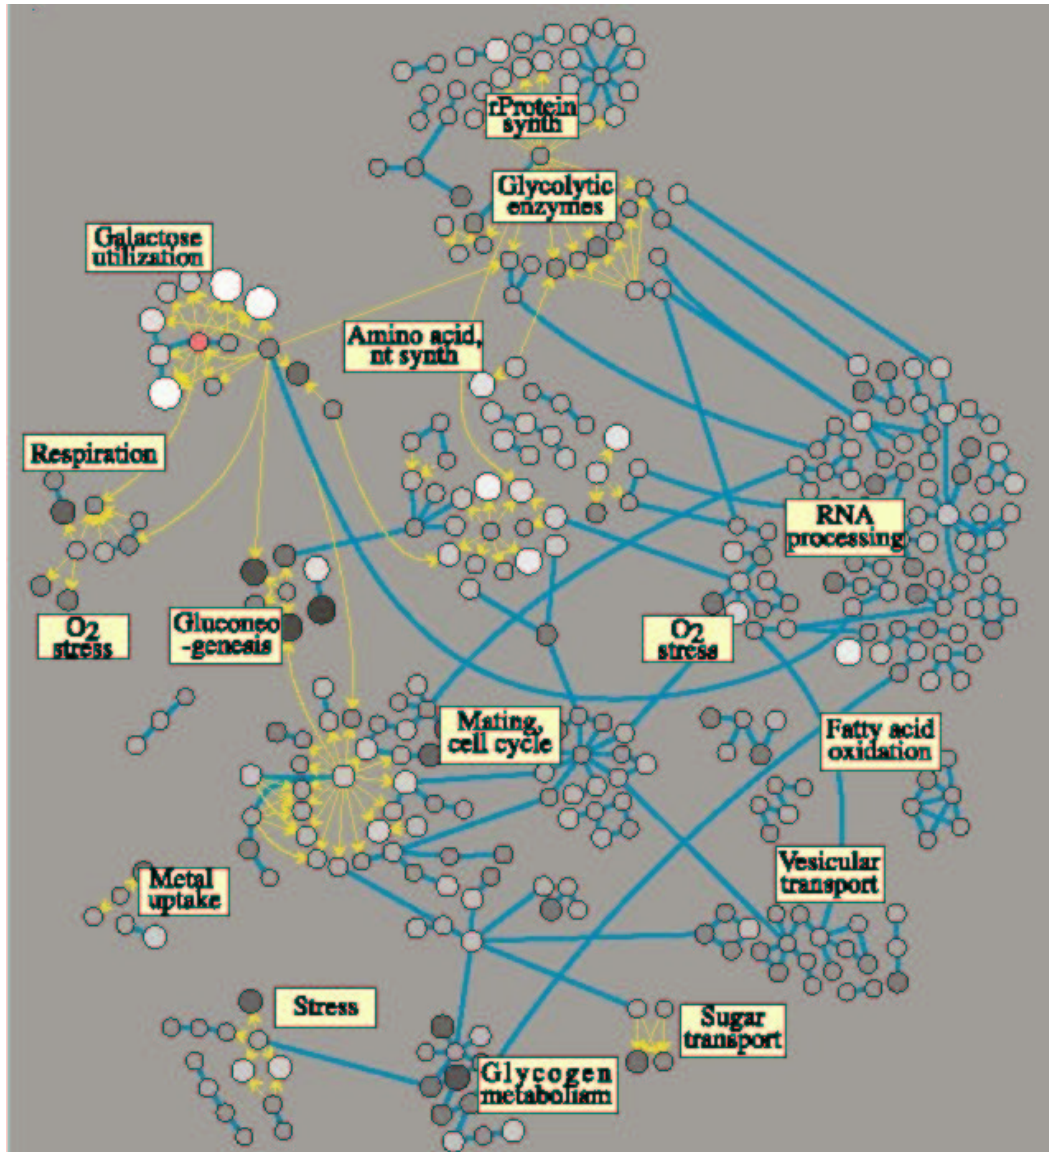 rProtein
synth
Glycolytic
enzymes
Galactose
utilization
Amino acid,
nt synth
Respiration
RNA
processing
O2
stress
Gluconeo
-genesis
O2
stress
Mating,
cell cycle
Fatty acid
oxidation
Metal
uptake
Vesicular
transport
Stress
Sugar
transport
Glycogen
metabolism